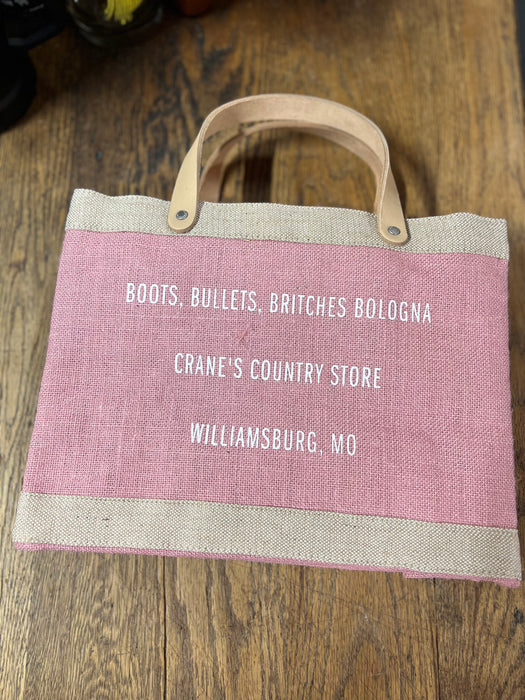 BOOTS, BULLETS, BRITCHES BOLOGNA
CRANE'S COUNTRY STORE
WILLIAMSBURG, MO